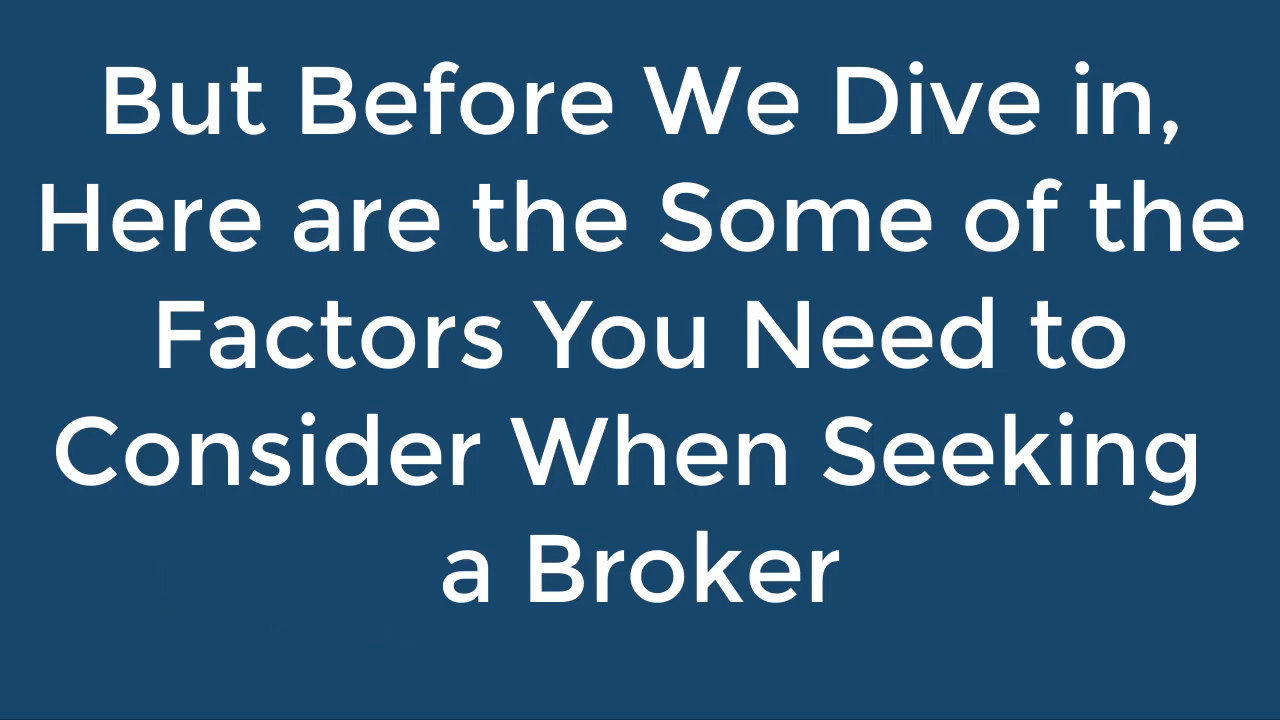 But Before We Dive in,
Here are the Some of the
Factors You Need to
Consider When Seeking
a Broker